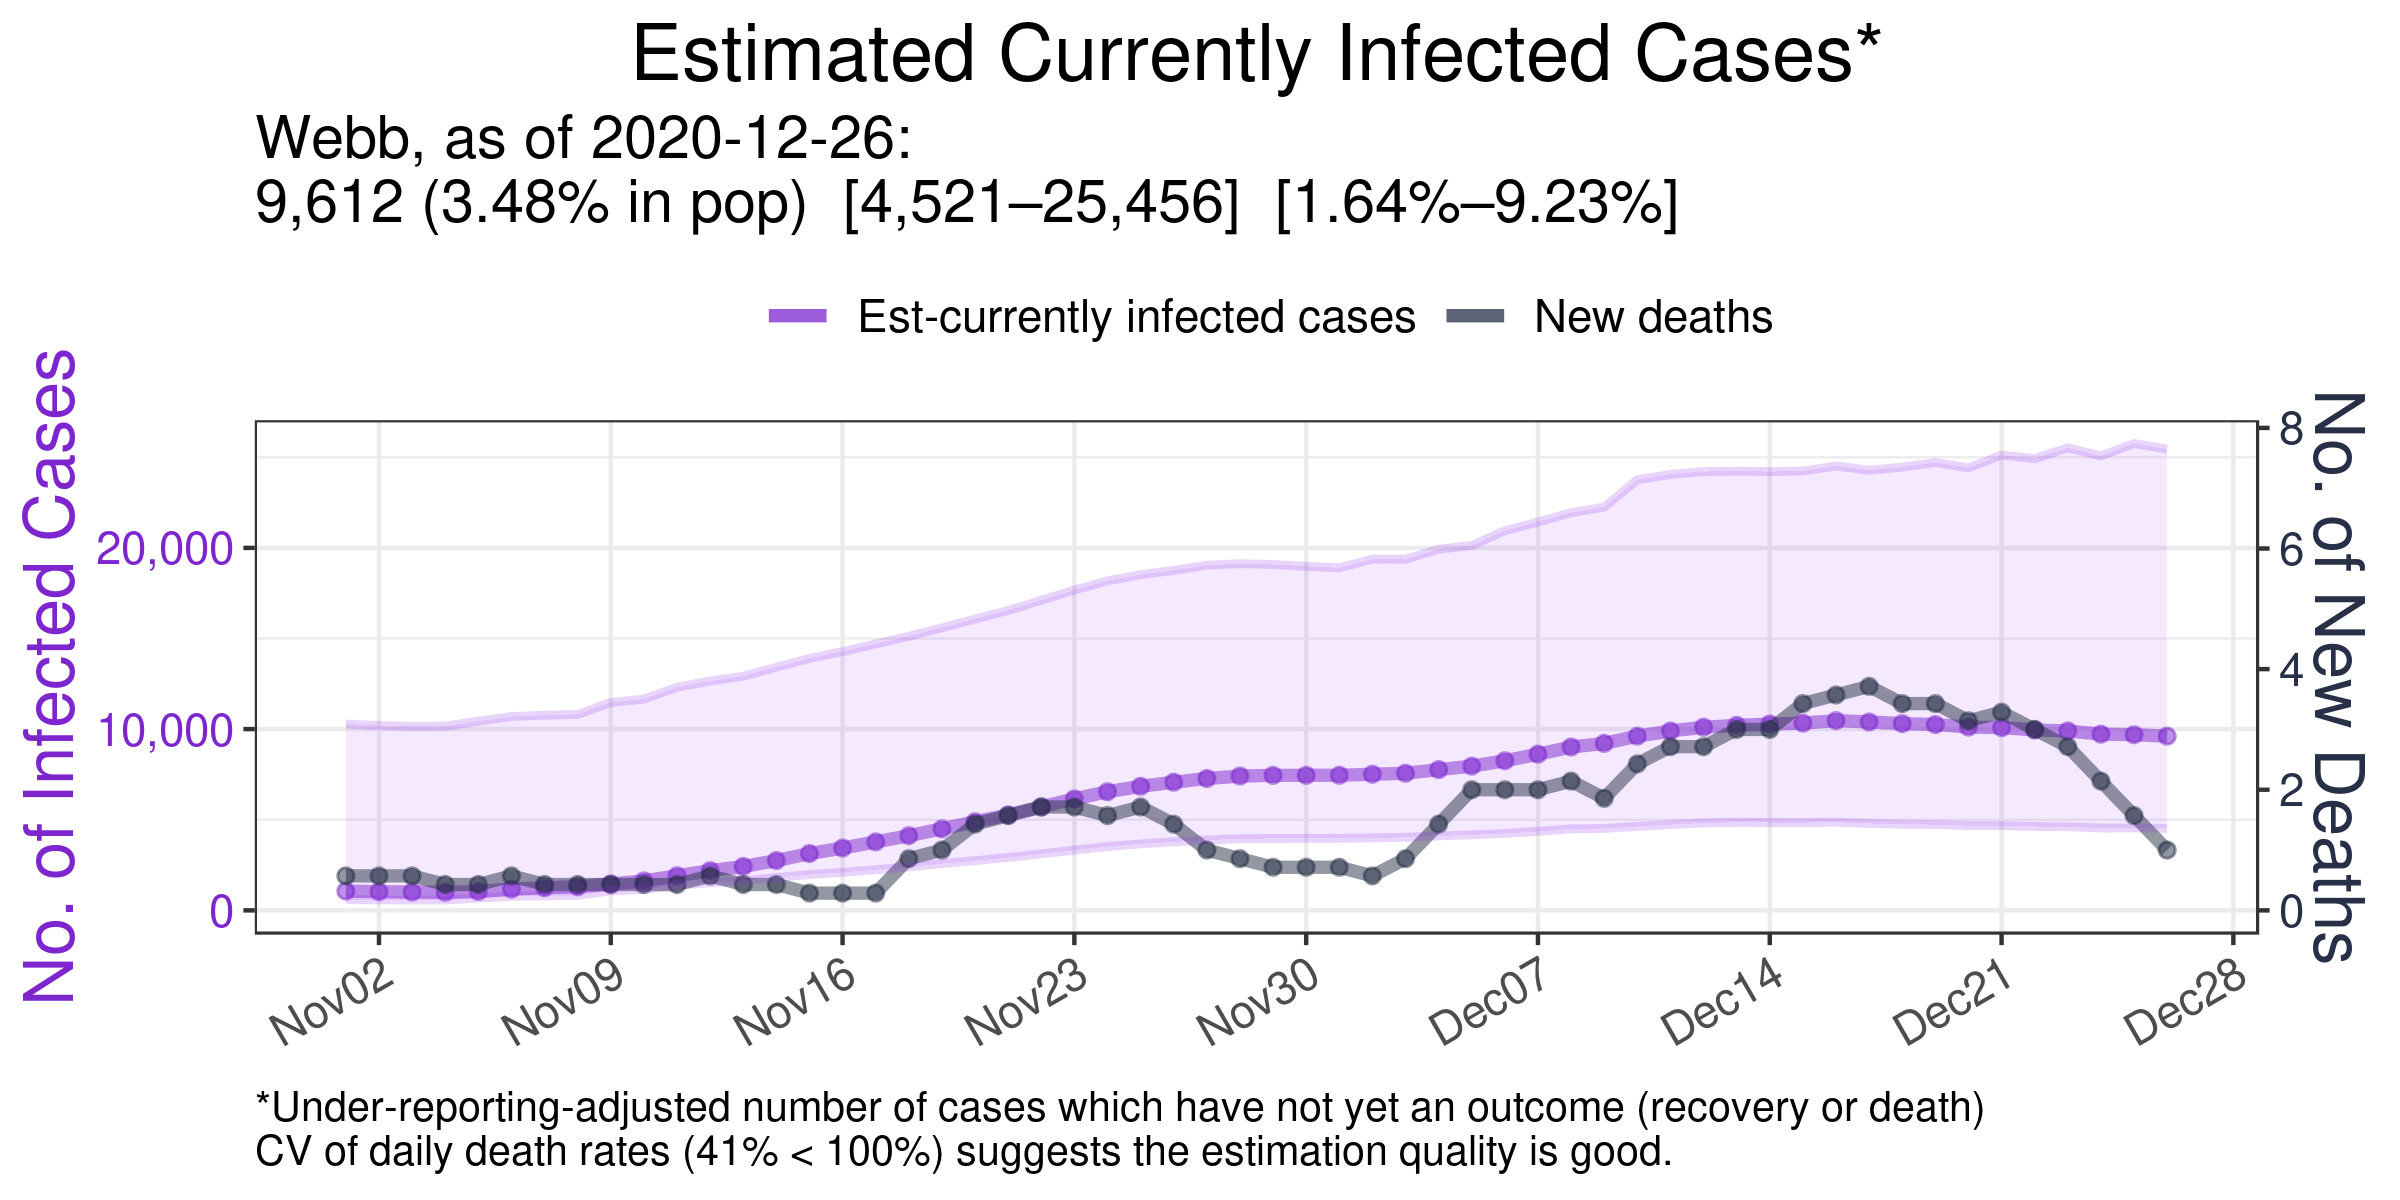 Estimated Currently Infected Cases*
Webb, as of 2020-12-26:
9,612 (3.48% in pop)  [4,521–25,456]  [1.64%–9.23%]
Est-currently infected cases
New deaths
No. of Infected Cases
20,000
10,000
0
8
6
4
2
0
No. of New Deaths
Nov02
Nov09
Nov16
Nov23
Nov30
Dec07
Dec14
Dec21
Dec28
*Under-reporting-adjusted number of cases which have not yet an outcome (recovery or death)
CV of daily death rates (41% < 100%) suggests the estimation quality is good.